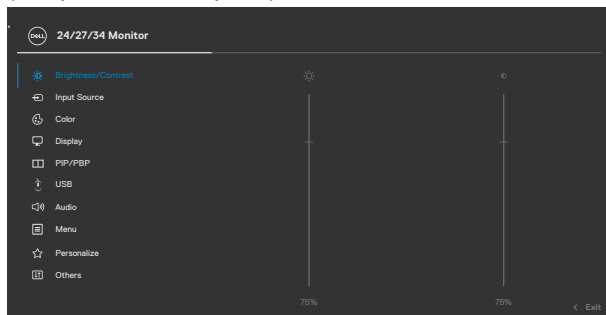 DELL
24/27/34 Monitor
Brightness/Contrast
Input Source
Color
Display
PIP/PBP
USB
Audio
Menu
Personalize
Others
75% 75%
Exit